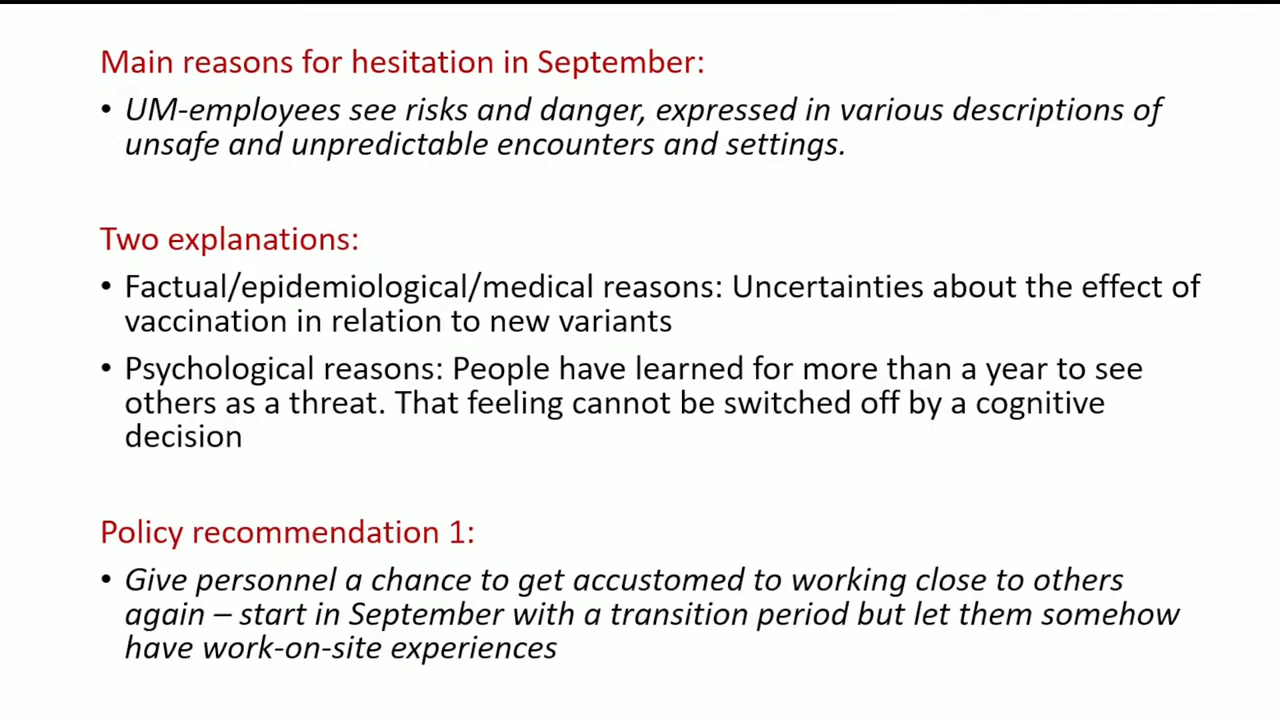 Main reasons for hesitation in September:
• UM-employees see risks and danger, expressed in various descriptions of
unsafe and unpredictable encounters and settings.
Two explanations:
• Factual/epidemiological/medical reasons: Uncertainties about the effect of
vaccination in relation to new variants
• Psychological reasons: People have learned for more than a year to see
others as a threat. That feeling cannot be switched off by a cognitive
decision
Policy recommendation 1:
• Give personnel a chance to get accustomed to working close to others
again – start in September with a transition period but let them somehow
have work-on-site experiences